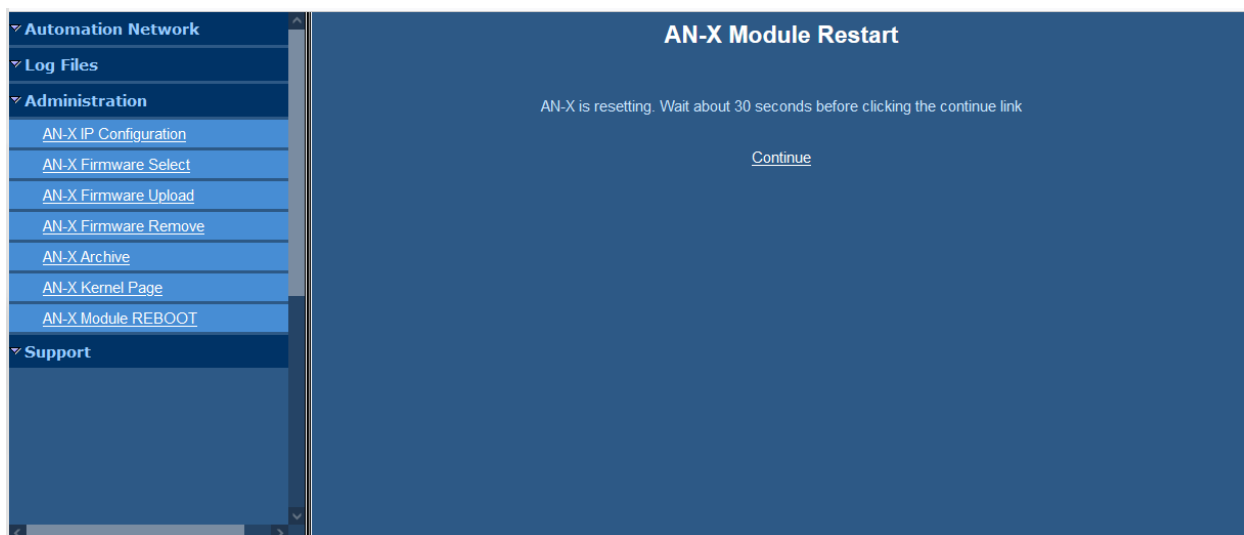 Automation Network
Log Files
Administration
AN-X IP Configuration
AN-X Firmware Select
AN-X Firmware Upload
AN-X Firmware Remove
AN-X Archive
AN-X Kernel Page
AN-X Module REBOOT
Support
AN-X Module Restart
AN-X is resetting. Wait about 30 seconds before clicking the continue link
Continue